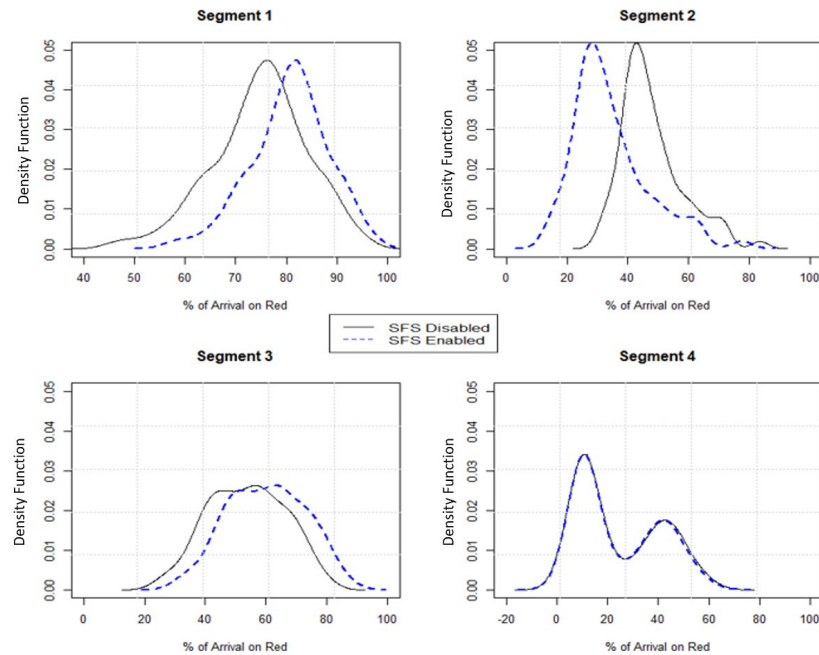 Segment 1
Density Function
0.00 0.01 0.02 0.03 0.04 0.05
40 50 60 70 80 90 100
% of Arrival on Red
Segment 2
Density Function
0.00 0.01 0.02 0.03 0.04 0.05
0 20 40 60 80 100
% of Arrival on Red
SFS Disabled
SFS Enabled
Segment 3
Density Function
0.00 0.01 0.02 0.03 0.04 0.05
0 20 40 60 80 100
% of Arrival on Red
Segment 4
Density Function
0.00 0.01 0.02 0.03 0.04 0.05
-20 0 20 40 60 80 100
% of Arrival on Red